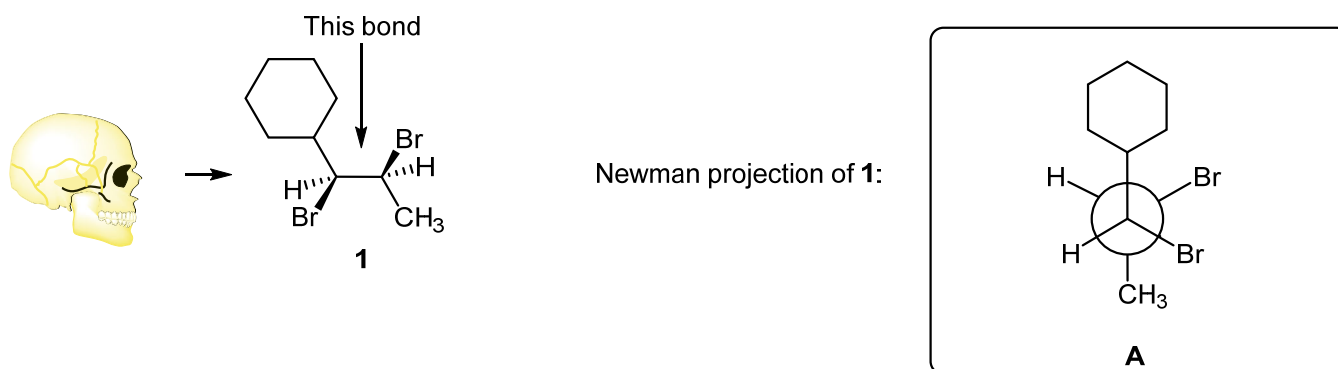 This bond
Br
H
H
Br
CH3
1
Newman projection of 1:
H
Br
H
Br
CH3
A